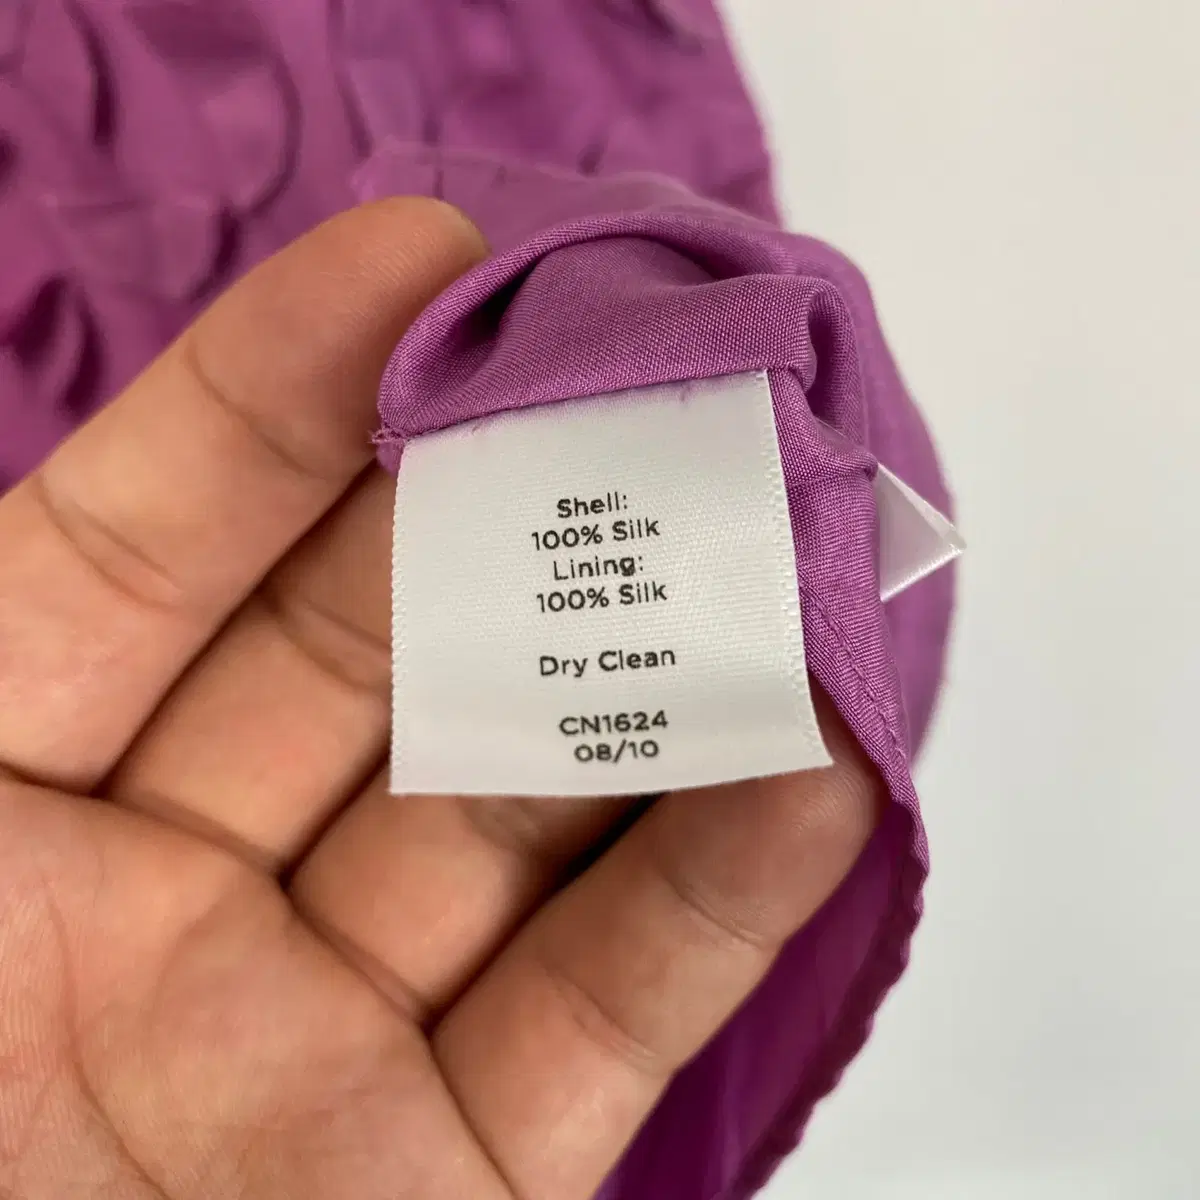 Shell:
100% Silk
Lining:
100% Silk
Dry Clean
CN1624
08/10